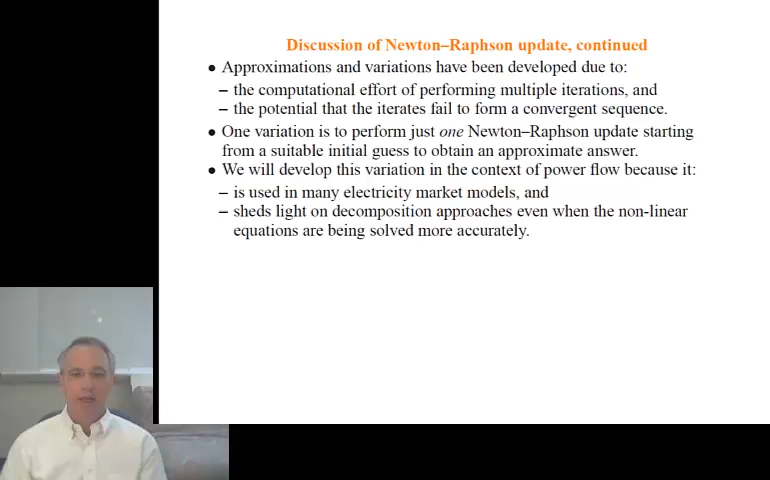 Discussion of Newton–Raphson update, continued
● Approximations and variations have been developed due to:
– the computational effort of performing multiple iterations, and
– the potential that the iterates fail to form a convergent sequence.
● One variation is to perform just one Newton–Raphson update starting
from a suitable initial guess to obtain an approximate answer.
● We will develop this variation in the context of power flow because it:
– is used in many electricity market models, and
– sheds light on decomposition approaches even when the non-linear
equations are being solved more accurately.